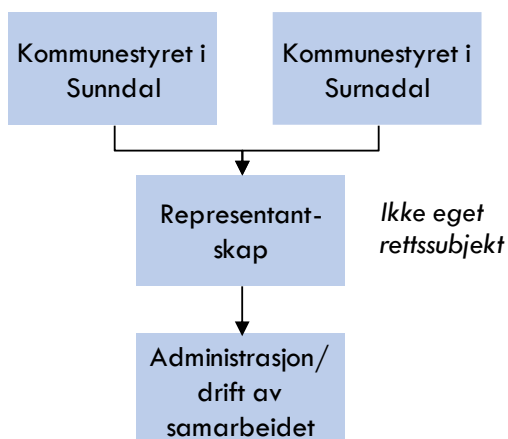 Kommunestyret i
Sunndal
Kommunestyret i
Surnadal
Representant-
skap
Ikke eget
rettssubjekt
Administrasjon/
drift av
samarbeidet